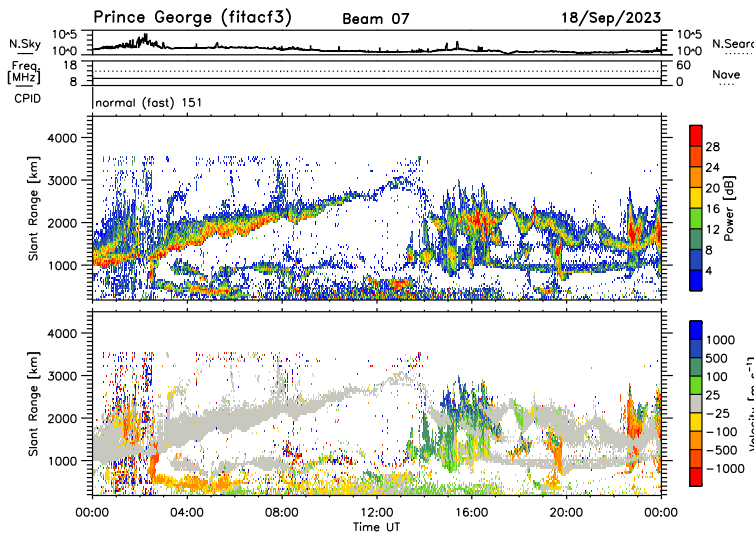 Prince George (fitacf3) Beam 07 18/Sep/2023
N.Sky 10^5 10^0 10^5 10^0 N.Sear
Freq. [MHz] 18 8 60 0 Nave
CPID normal (fast) 151
Slant Range [km] 4000 3000 2000 1000
Power [dB] 28 24 20 16 12 8 4
Slant Range [km] 4000 3000 2000 1000
1000 500 100 25 -25 -100 -500 -1000
Velocity [m s^-1]
00:00 04:00 08:00 12:00 16:00 20:00 00:00
Time UT